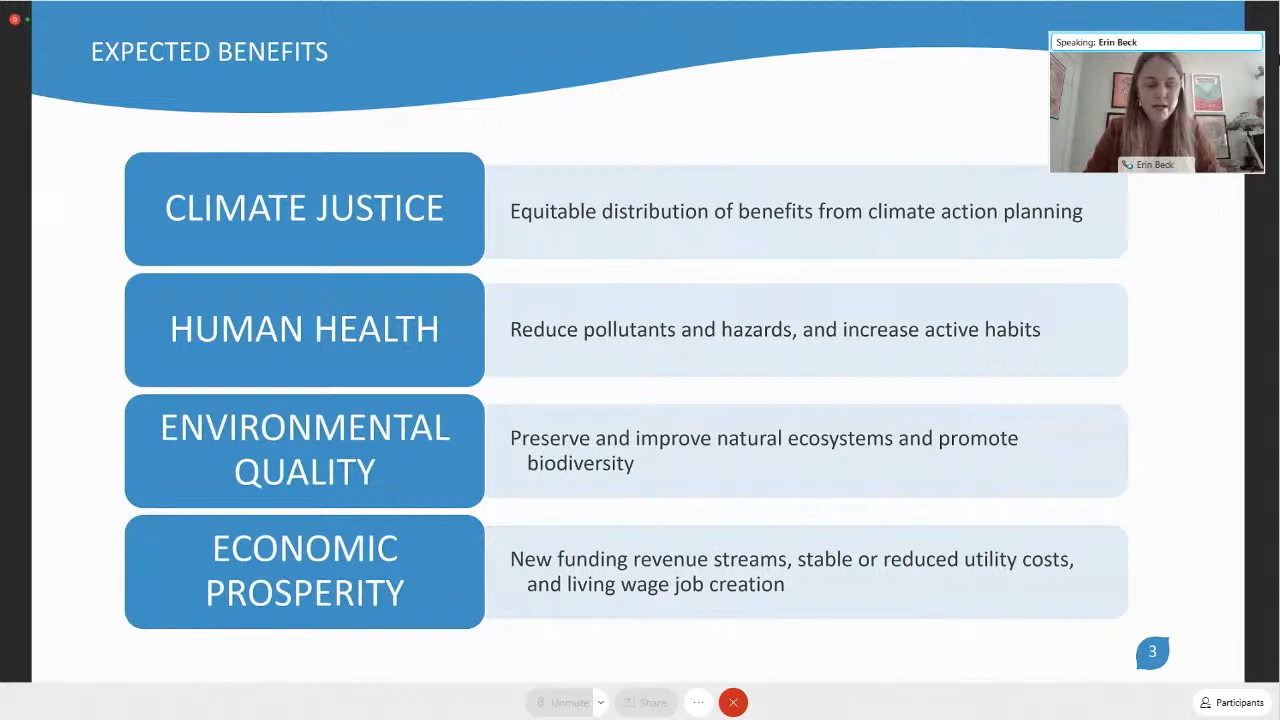 EXPECTED BENEFITS
Speaking: Erin Beck
Erin Beck
CLIMATE JUSTICE
Equitable distribution of benefits from climate action planning
HUMAN HEALTH
Reduce pollutants and hazards, and increase active habits
ENVIRONMENTAL
QUALITY
Preserve and improve natural ecosystems and promote
biodiversity
ECONOMIC
PROSPERITY
New funding revenue streams, stable or reduced utility costs,
and living wage job creation
3
Unmute
Share
Participants